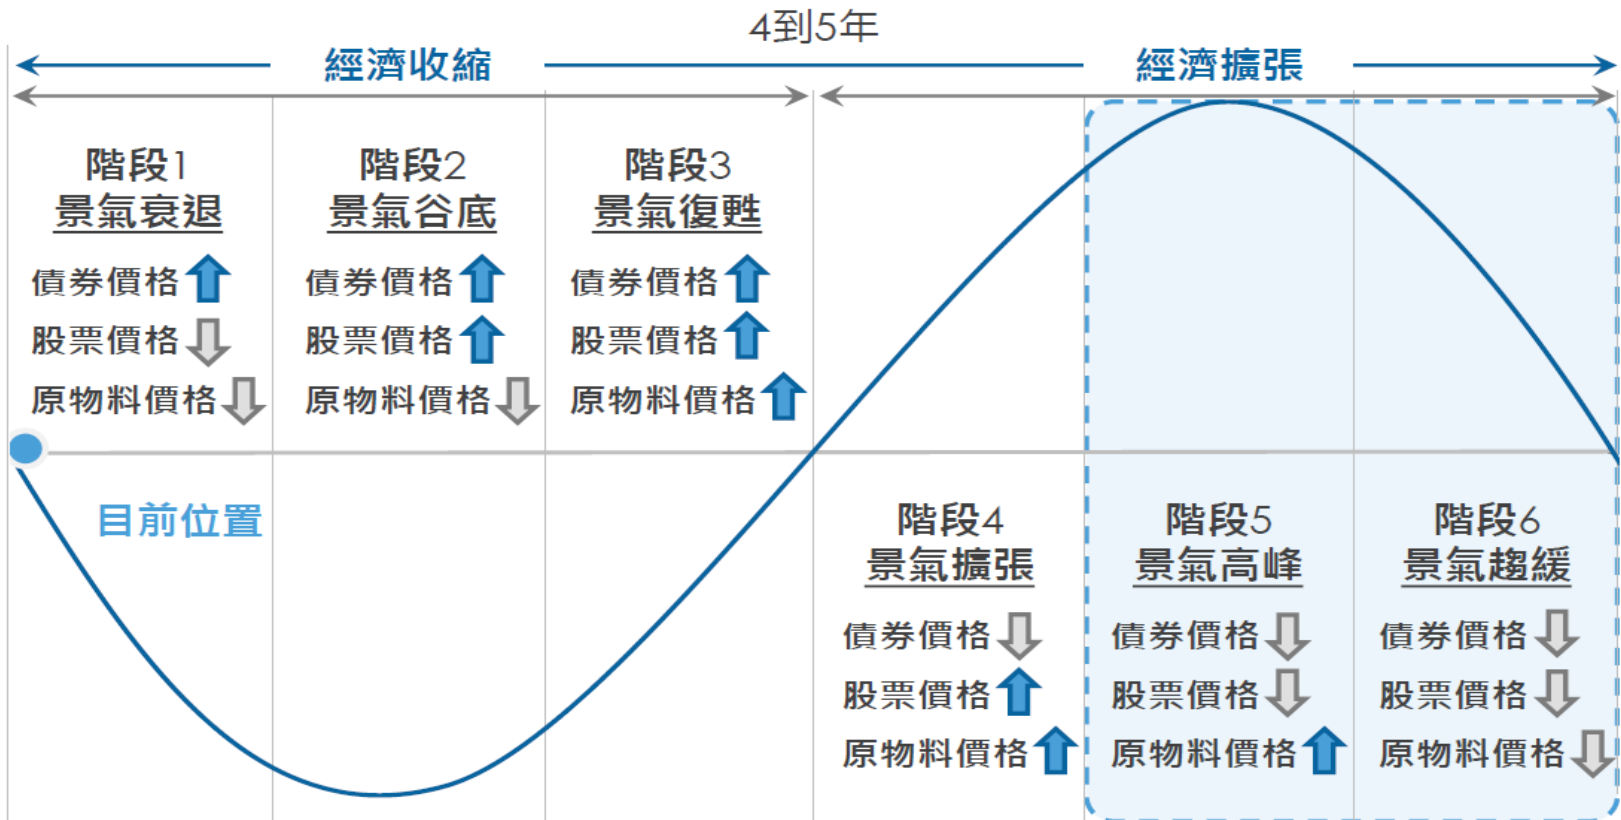 4到5年
經濟收縮
經濟擴張
階段1
景氣衰退
債券價格
股票價格
原物料價格
階段2
景氣谷底
債券價格
股票價格
原物料價格
階段3
景氣復甦
債券價格
股票價格
原物料價格
目前位置
階段4
景氣擴張
債券價格
股票價格
原物料價格
階段5
景氣高峰
債券價格
股票價格
原物料價格
階段6
景氣趨緩
債券價格
股票價格
原物料價格